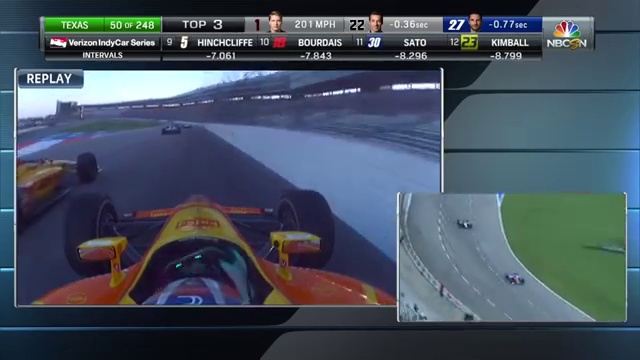 TEXAS 50 OF 248 TOP 3 1 201 MPH 22 -0.36sec 27 -0.77sec
Verizon IndyCar Series 9 5 HINCHCLIFFE 10 18 BOURDAIS 11 30 SATO 12 23 KIMBALL NBCSN
INTERVALS -7.061 -7.843 -8.296 -8.799
REPLAY